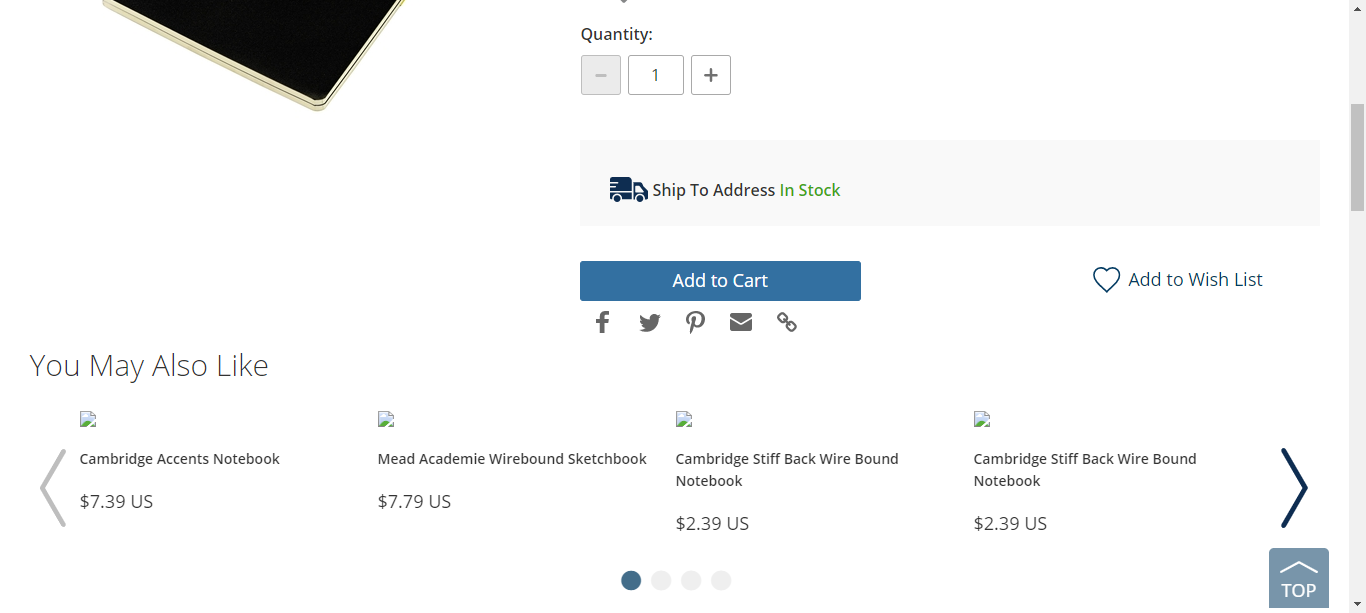 Quantity:
1
Ship To Address In Stock
Add to Cart
Add to Wish List
You May Also Like
Cambridge Accents Notebook
$7.39 US
Mead Academie Wirebound Sketchbook
$7.79 US
Cambridge Stiff Back Wire Bound
Notebook
$2.39 US
Cambridge Stiff Back Wire Bound
Notebook
$2.39 US
TOP